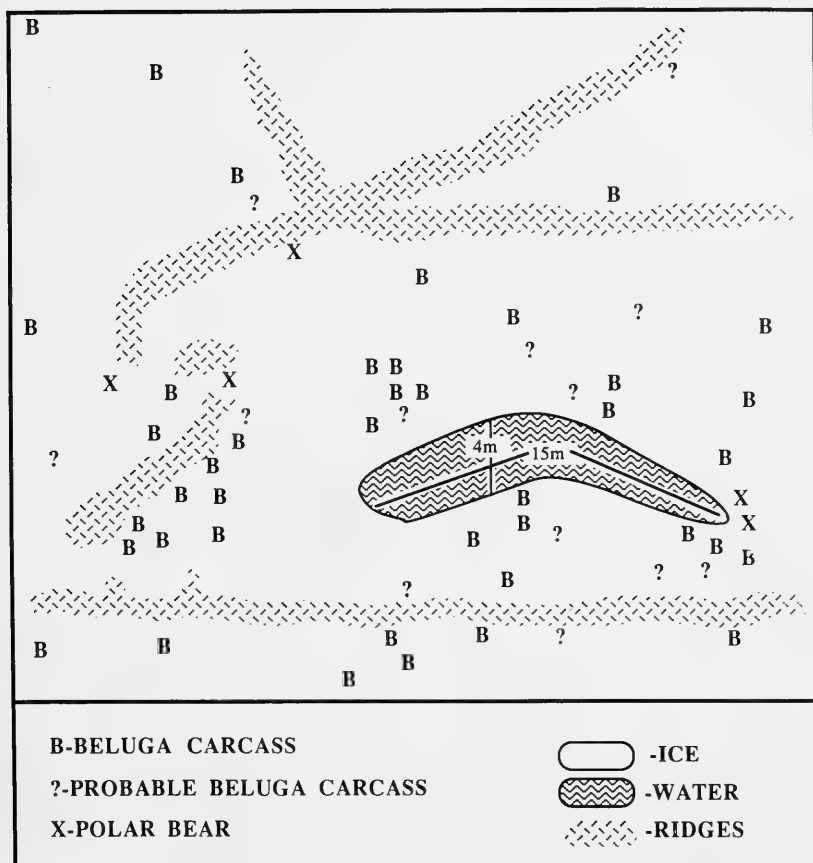 B
B ?
B B
?
X
B
B ?
B B
?
B B
X B X B B B
? B
? ? B
B
B B 4m 15m
? B B
B B B X
B B X
B B B B ? B B
B
? ?
B
?
B B B B ? B
B
B
B-BELUGA CARCASS
-ICE
?-PROBABLE BELUGA CARCASS
-WATER
X-POLAR BEAR
-RIDGES